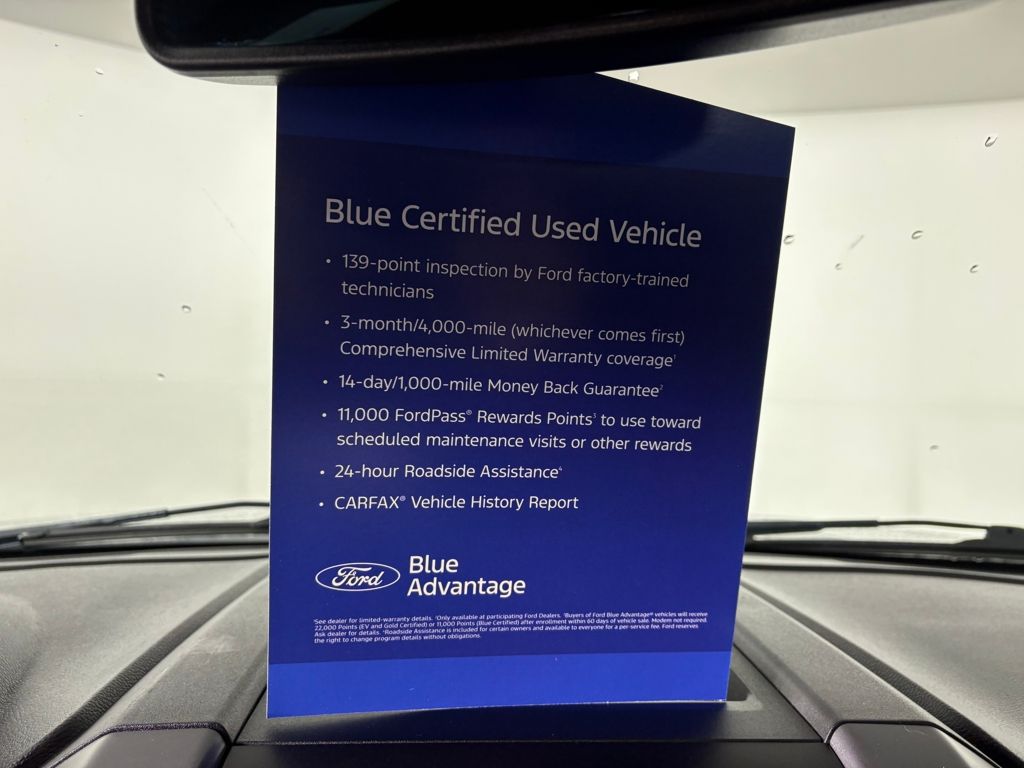 Blue Certified Used Vehicle
• 139-point inspection by Ford factory-trained
technicians
• 3-month/4,000-mile (whichever comes first)
Comprehensive Limited Warranty coverage¹
• 14-day/1,000-mile Money Back Guarantee²
• 11,000 FordPass® Rewards Points³ to use toward
scheduled maintenance visits or other rewards
• 24-hour Roadside Assistance⁴
• CARFAX® Vehicle History Report
Ford
Blue
Advantage
¹See dealer for limited-warranty details. ²Only available at participating Ford Dealers. ³Buyers of Ford Blue Advantage® vehicles will receive
22,000 Points (EV and Gold Certified) or 11,000 Points (Blue Certified) after enrollment within 60 days of vehicle sale. Modem not required.
Ask dealer for details. ⁴Roadside Assistance is included for certain owners and available to everyone for a per-service fee. Ford reserves
the right to change program details without obligations.